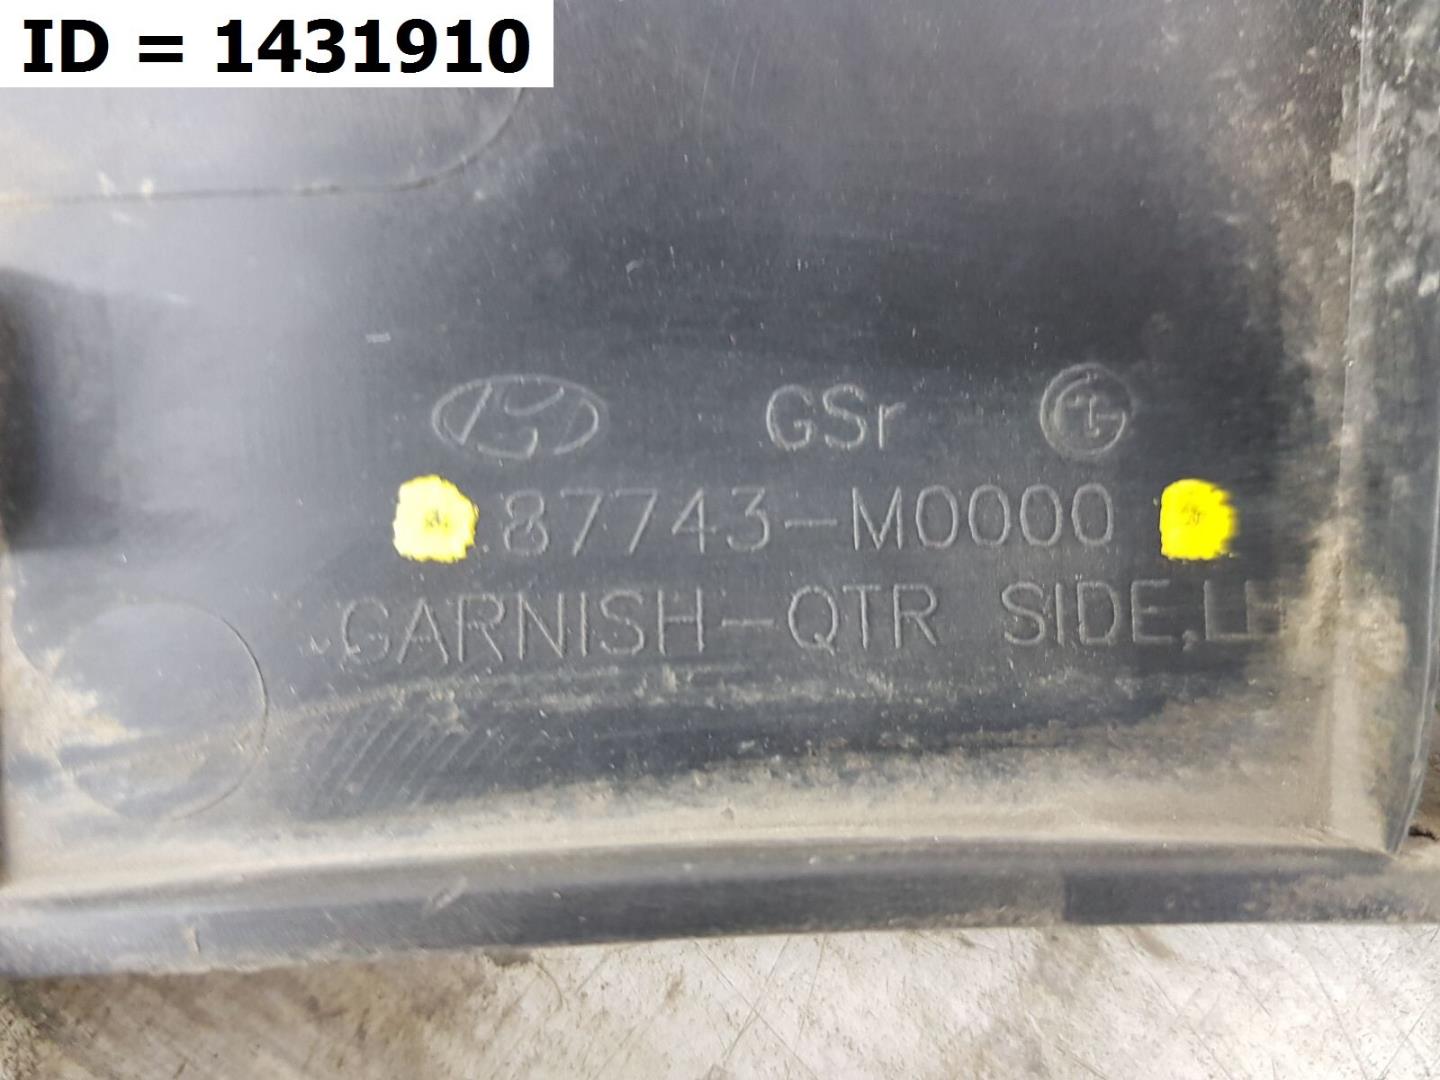 ID = 1431910
GSr
87743-M0000
GARNISH-QTR SIDE,LH